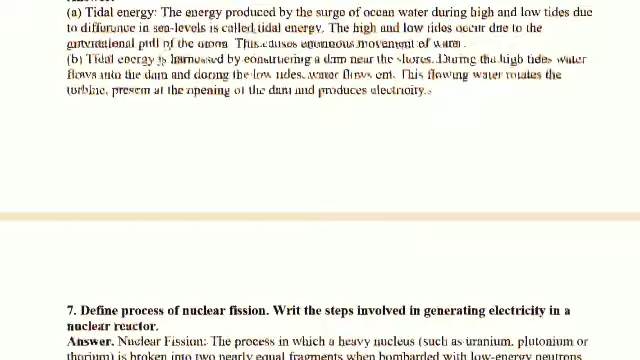 (a) Tidal energy: The energy produced by the surge of ocean water during high and low tides due
to difference in sea-levels is called tidal energy. The high and low tides occur due to the
gravitational pull of the moon. This causes enormous movement of water.
(b) Tidal energy is harnessed by constructing a dam near the shores. During the high tides water
flows into the dam and during the low tides, water flows out. This flowing water rotates the
turbine, present at the opening of the dam and produces electricity.
7. Define process of nuclear fission. Writ the steps involved in generating electricity in a
nuclear reactor.
Answer. Nuclear Fission: The process in which a heavy nucleus (such as uranium, plutonium or
thorium) is broken into two nearly equal fragments when bombarded with low-energy neutrons